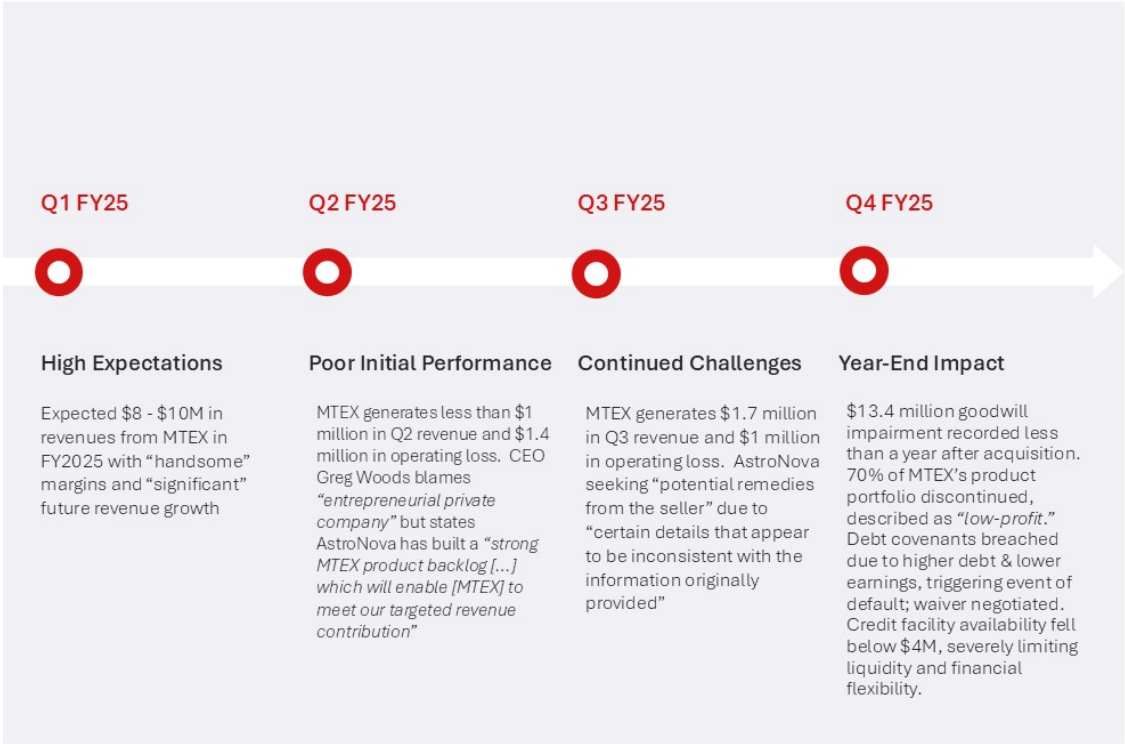 Q1 FY25
Q2 FY25
Q3 FY25
Q4 FY25
High Expectations
Expected $8 - $10M in
revenues from MTEX in
FY2025 with “handsome”
margins and “significant”
future revenue growth
Poor Initial Performance
MTEX generates less than $1
million in Q2 revenue and $1.4
million in operating loss.  CEO
Greg Woods blames
“entrepreneurial private
company” but states
AstroNova has built a “strong
MTEX product backlog [...]
which will enable [MTEX] to
meet our targeted revenue
contribution”
Continued Challenges
MTEX generates $1.7 million
in Q3 revenue and $1 million
in operating loss.  AstroNova
seeking “potential remedies
from the seller” due to
“certain details that appear
to be inconsistent with the
information originally
provided”
Year-End Impact
$13.4 million goodwill
impairment recorded less
than a year after acquisition.
70% of MTEX’s product
portfolio discontinued,
described as “low-profit.”
Debt covenants breached
due to higher debt & lower
earnings, triggering event of
default; waiver negotiated.
Credit facility availability fell
below $4M, severely limiting
liquidity and financial
flexibility.